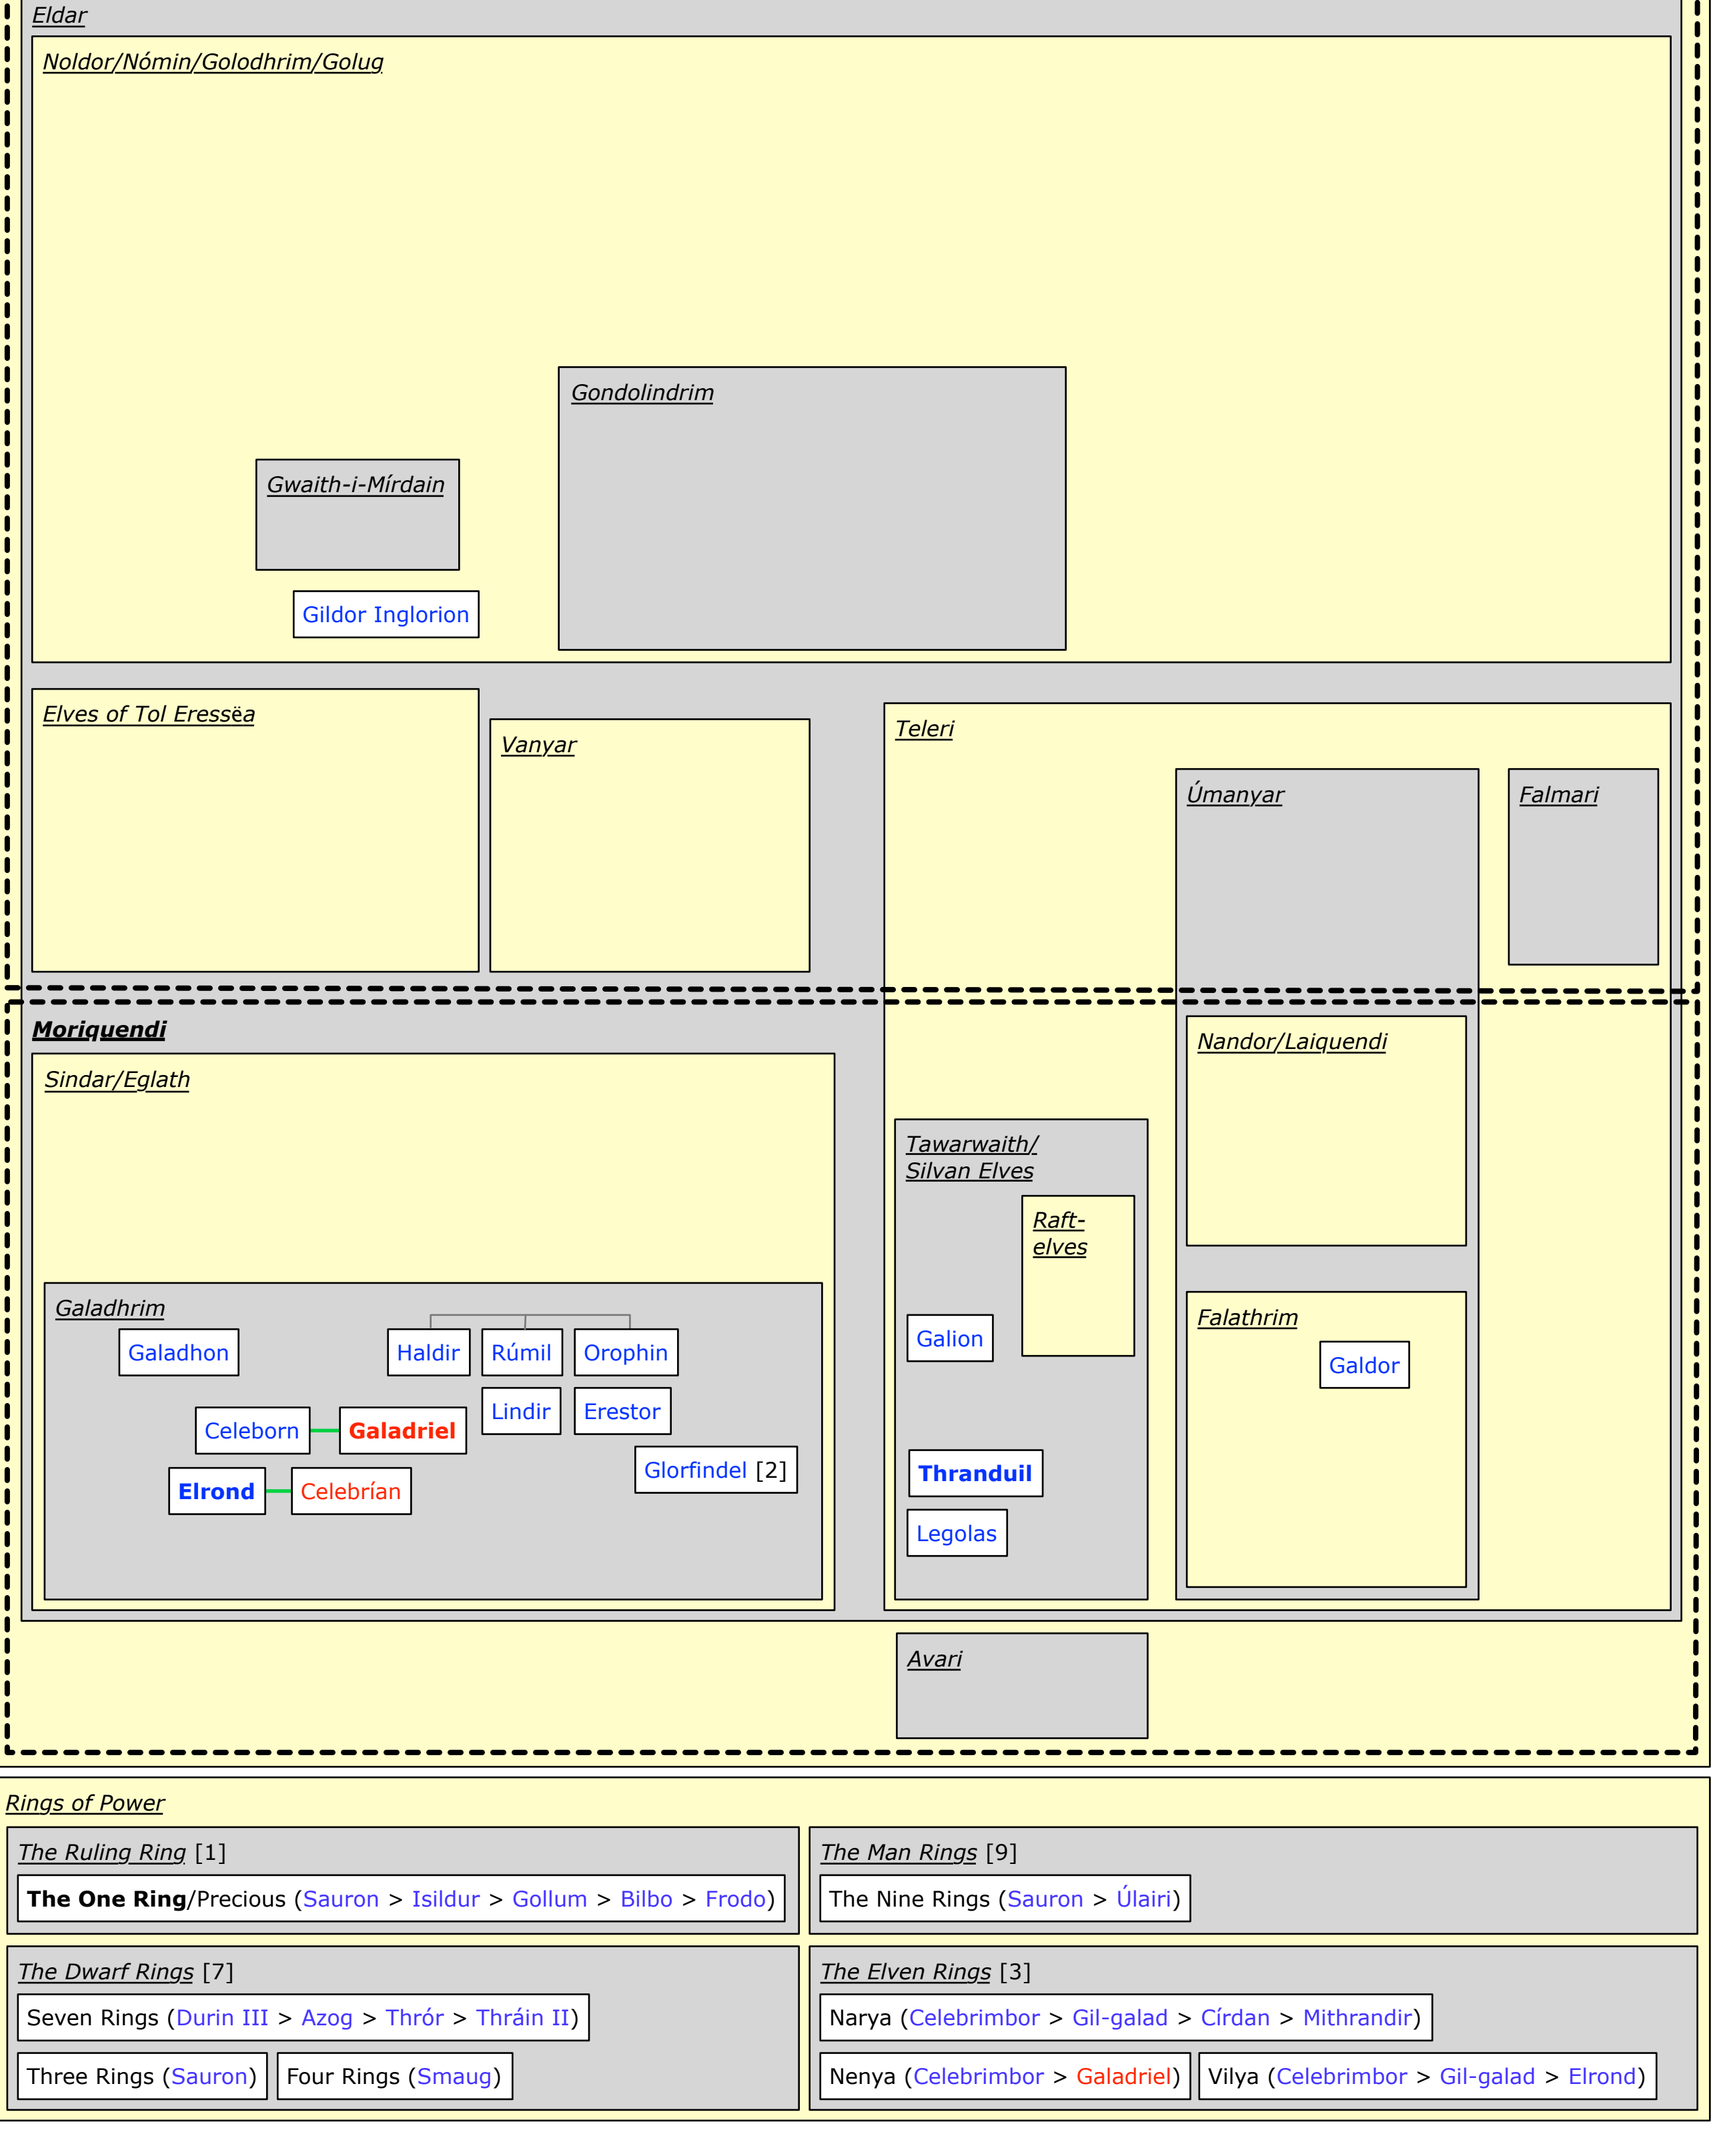 Eldar
Noldor/Nómin/Golodhrim/Golug
Gondolindrim
Gwaith-i-Mírdain
Gildor Inglorion
Elves of Tol Eressëa
Vanyar
Teleri
Úmanyar
Falmari
Moriquendi
Sindar/Eglath
Nandor/Laiquendi
Tawarwaith/
Silvan Elves
Raft-
elves
Galadhrim
Galadhon
Haldir
Rúmil
Orophin
Galion
Falathrim
Galdor
Lindir
Erestor
Celeborn
Galadriel
Glorfindel [2]
Elrond
Celebrían
Thranduil
Legolas
Avari
Rings of Power
The Ruling Ring [1]
The One Ring/Precious (Sauron > Isildur > Gollum > Bilbo > Frodo)
The Man Rings [9]
The Nine Rings (Sauron > Úlairi)
The Dwarf Rings [7]
Seven Rings (Durin III > Azog > Thrór > Thráin II)
Three Rings (Sauron)
Four Rings (Smaug)
The Elven Rings [3]
Narya (Celebrimbor > Gil-galad > Círdan > Mithrandir)
Nenya (Celebrimbor > Galadriel)
Vilya (Celebrimbor > Gil-galad > Elrond)